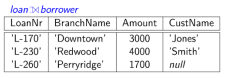 loan ⟕ borrower
LoanNr BranchName Amount CustName
'L-170' 'Downtown' 3000 'Jones'
'L-230' 'Redwood' 4000 'Smith'
'L-260' 'Perryridge' 1700 null